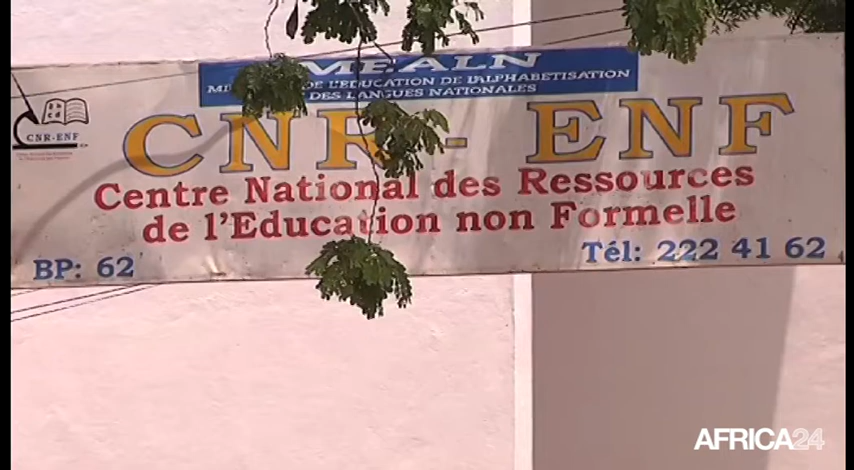 MEALN
DE L'EDUCATION DE L'ALPHABETISATION
DES LANGUES NATIONALES
CNR-ENF
CNR - ENF
Centre National des Ressources
de l'Education non Formelle
BP: 62
Tél: 222 41 62
AFRICA24